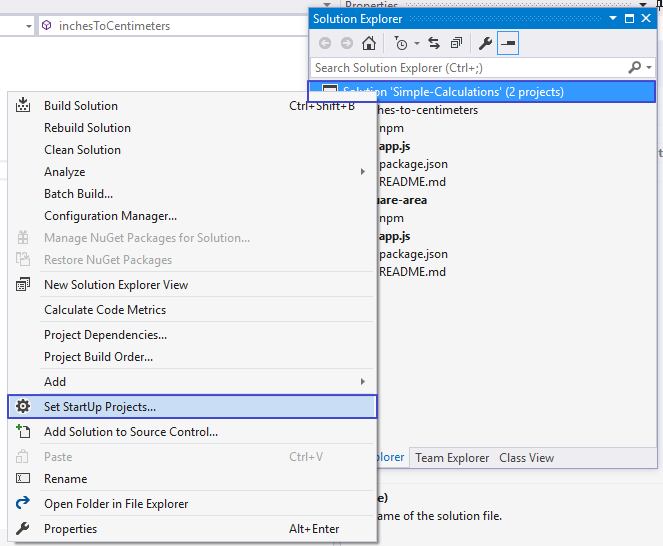 Properties
inchesToCentimeters
Solution Explorer
Search Solution Explorer (Ctrl+;)
Solution 'Simple-Calculations' (2 projects)
hes-to-centimeters
npm
app.js
package.json
README.md
uare-area
npm
app.js
package.json
README.md
Build Solution Ctrl+Shift+B
Rebuild Solution
Clean Solution
Analyze
Batch Build...
Configuration Manager...
Manage NuGet Packages for Solution...
Restore NuGet Packages
New Solution Explorer View
Calculate Code Metrics
Project Dependencies...
Project Build Order...
Add
Set StartUp Projects...
Add Solution to Source Control...
Paste Ctrl+V
Rename
Open Folder in File Explorer
Properties Alt+Enter
plorer Team Explorer Class View
e)
ame of the solution file.